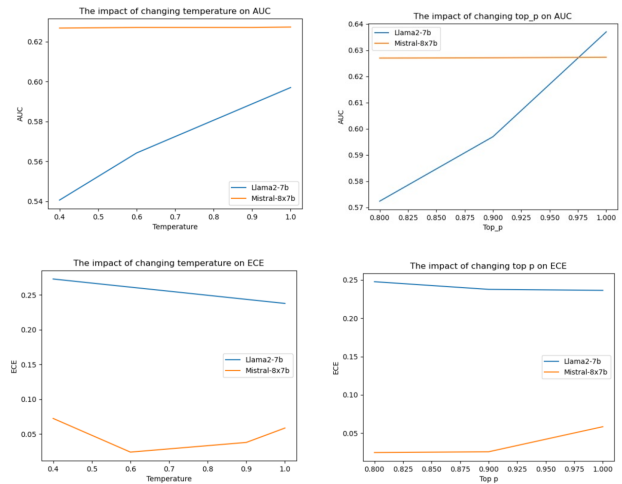 The impact of changing temperature on AUC
0.62
0.60
0.58
0.56
0.54
AUC
Llama2-7b
Mistral-8x7b
0.4 0.5 0.6 0.7 0.8 0.9 1.0
Temperature
The impact of changing top_p on AUC
0.64
0.63
0.62
0.61
0.60
0.59
0.58
0.57
AUC
Llama2-7b
Mistral-8x7b
0.800 0.825 0.850 0.875 0.900 0.925 0.950 0.975 1.000
Top_p
The impact of changing temperature on ECE
0.25
0.20
0.15
0.10
0.05
ECE
Llama2-7b
Mistral-8x7b
0.4 0.5 0.6 0.7 0.8 0.9 1.0
Temperature
The impact of changing top p on ECE
0.25
0.20
0.15
0.10
0.05
ECE
Llama2-7b
Mistral-8x7b
0.800 0.825 0.850 0.875 0.900 0.925 0.950 0.975 1.000
Top p